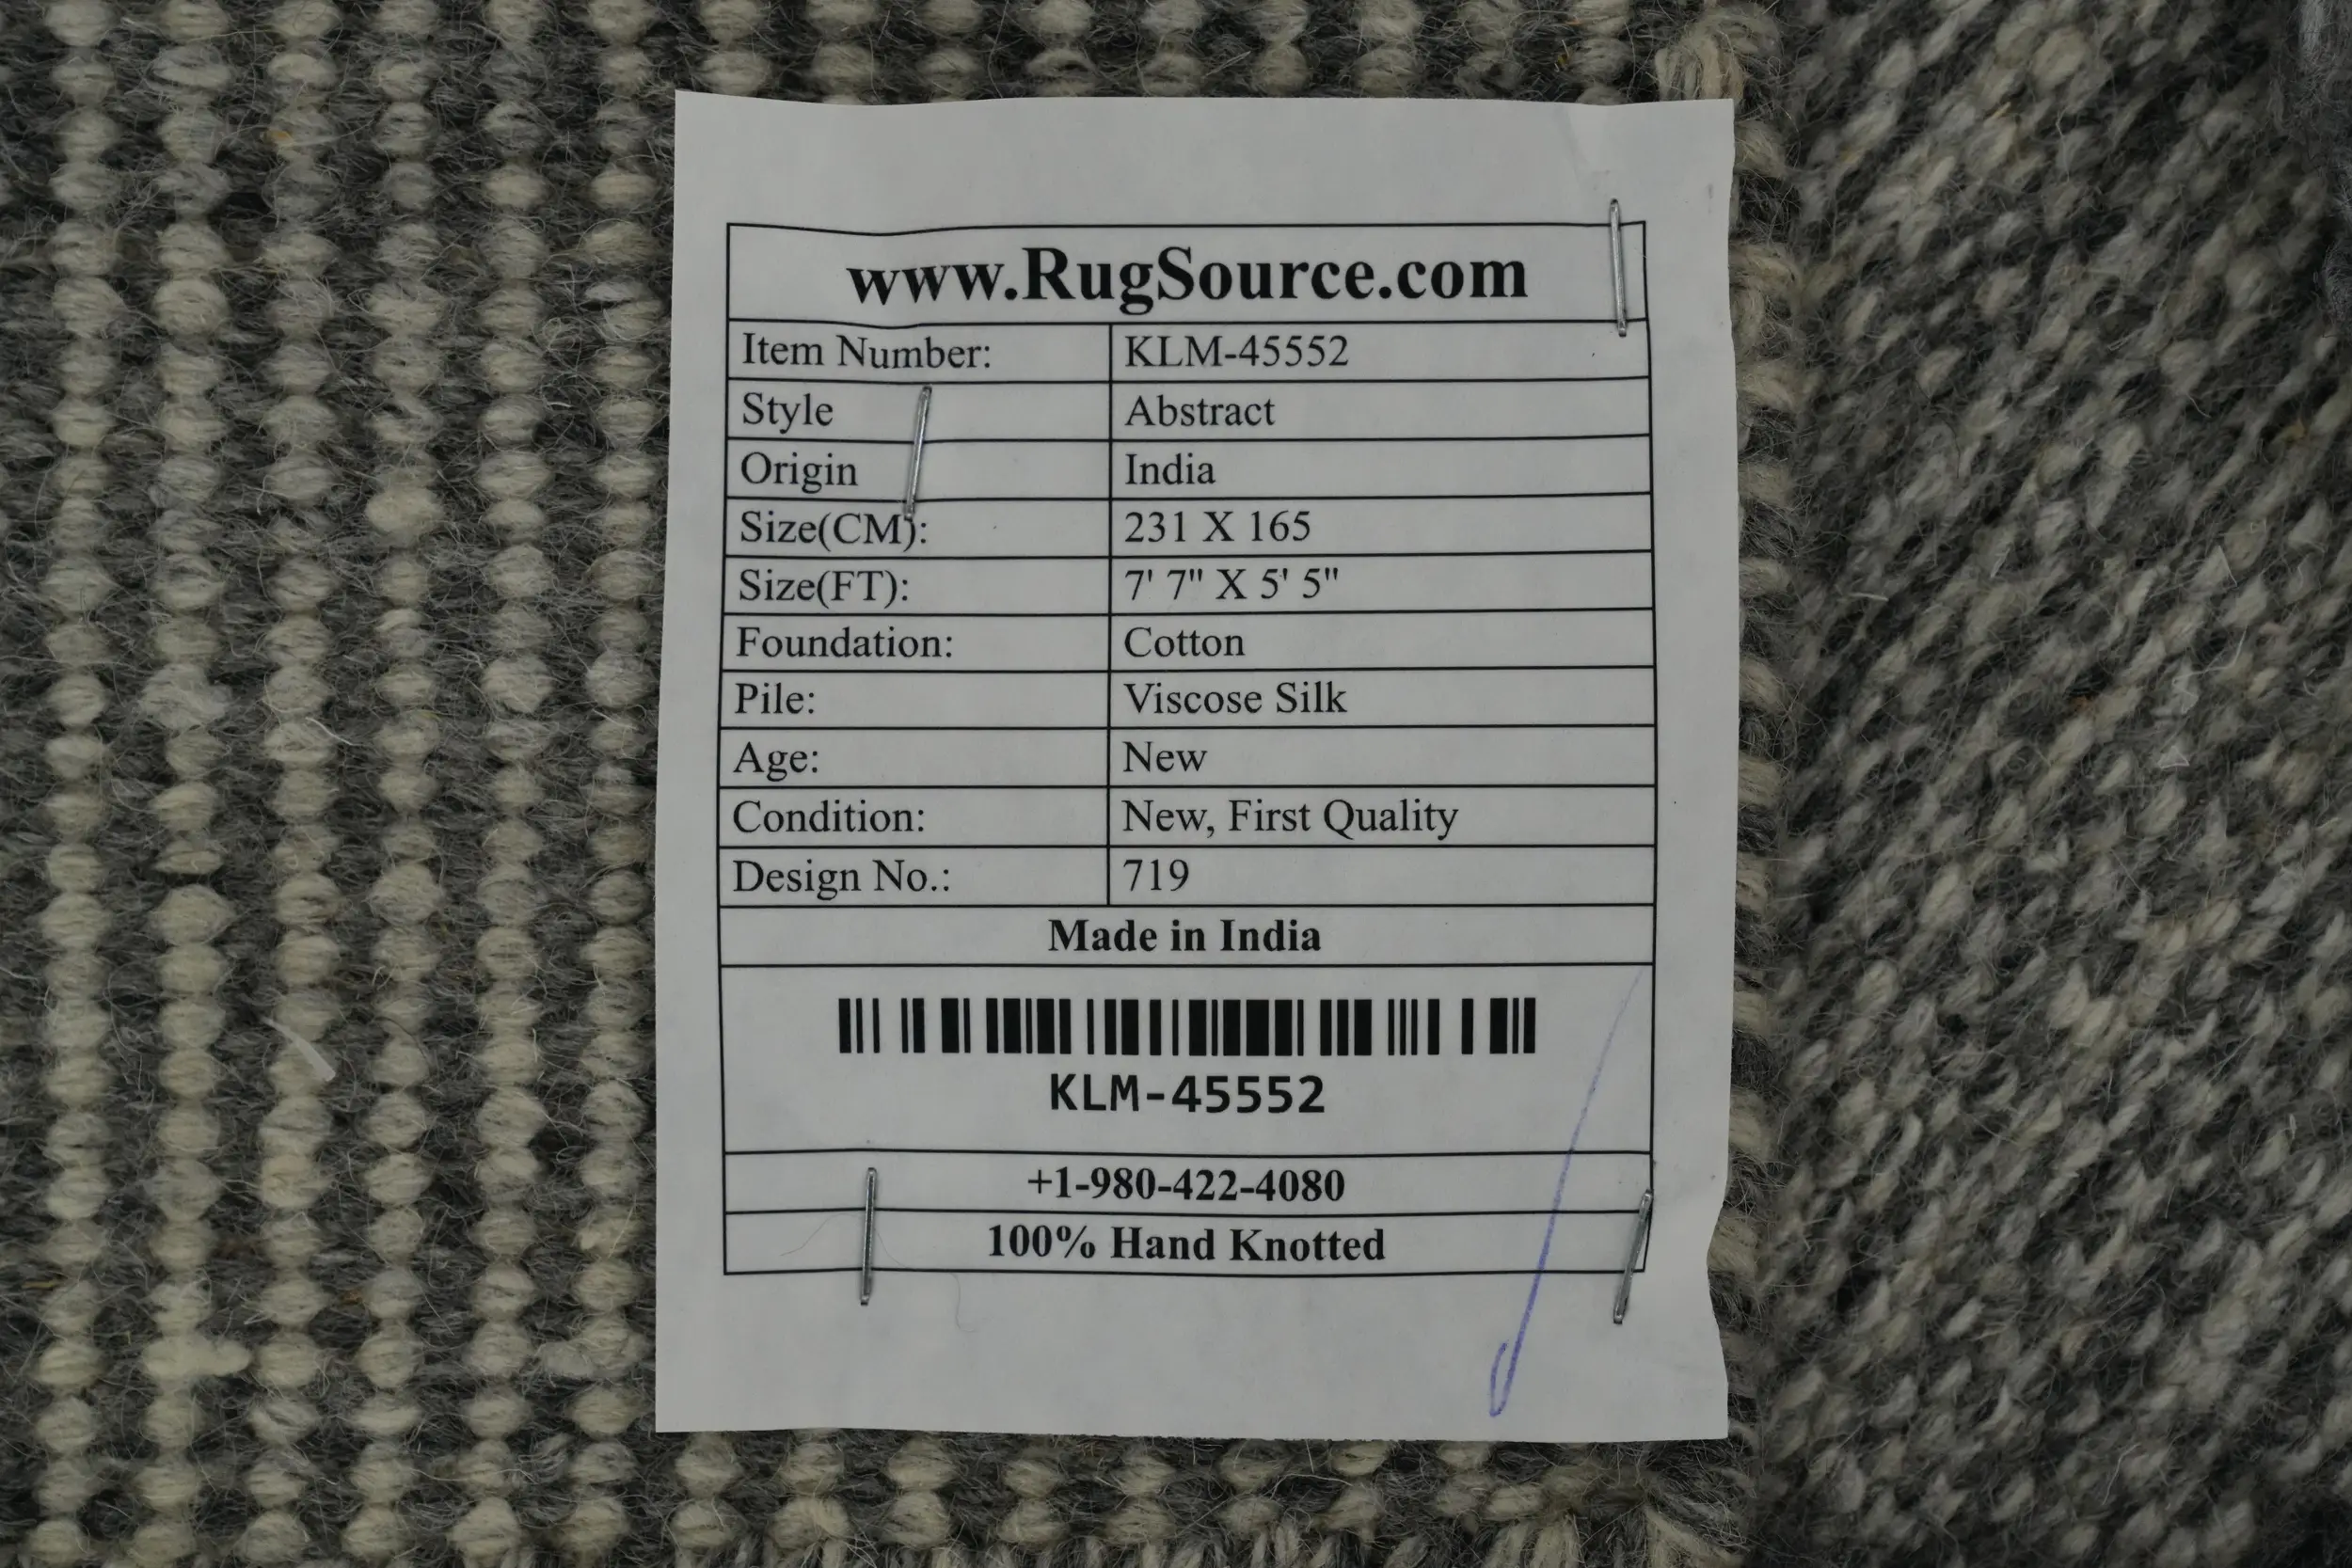 www.RugSource.com
Item Number: KLM-45552
Style Abstract
Origin India
Size(CM): 231 X 165
Size(FT): 7' 7" X 5' 5"
Foundation: Cotton
Pile: Viscose Silk
Age: New
Condition: New, First Quality
Design No.: 719
Made in India
KLM-45552
+1-980-422-4080
100% Hand Knotted